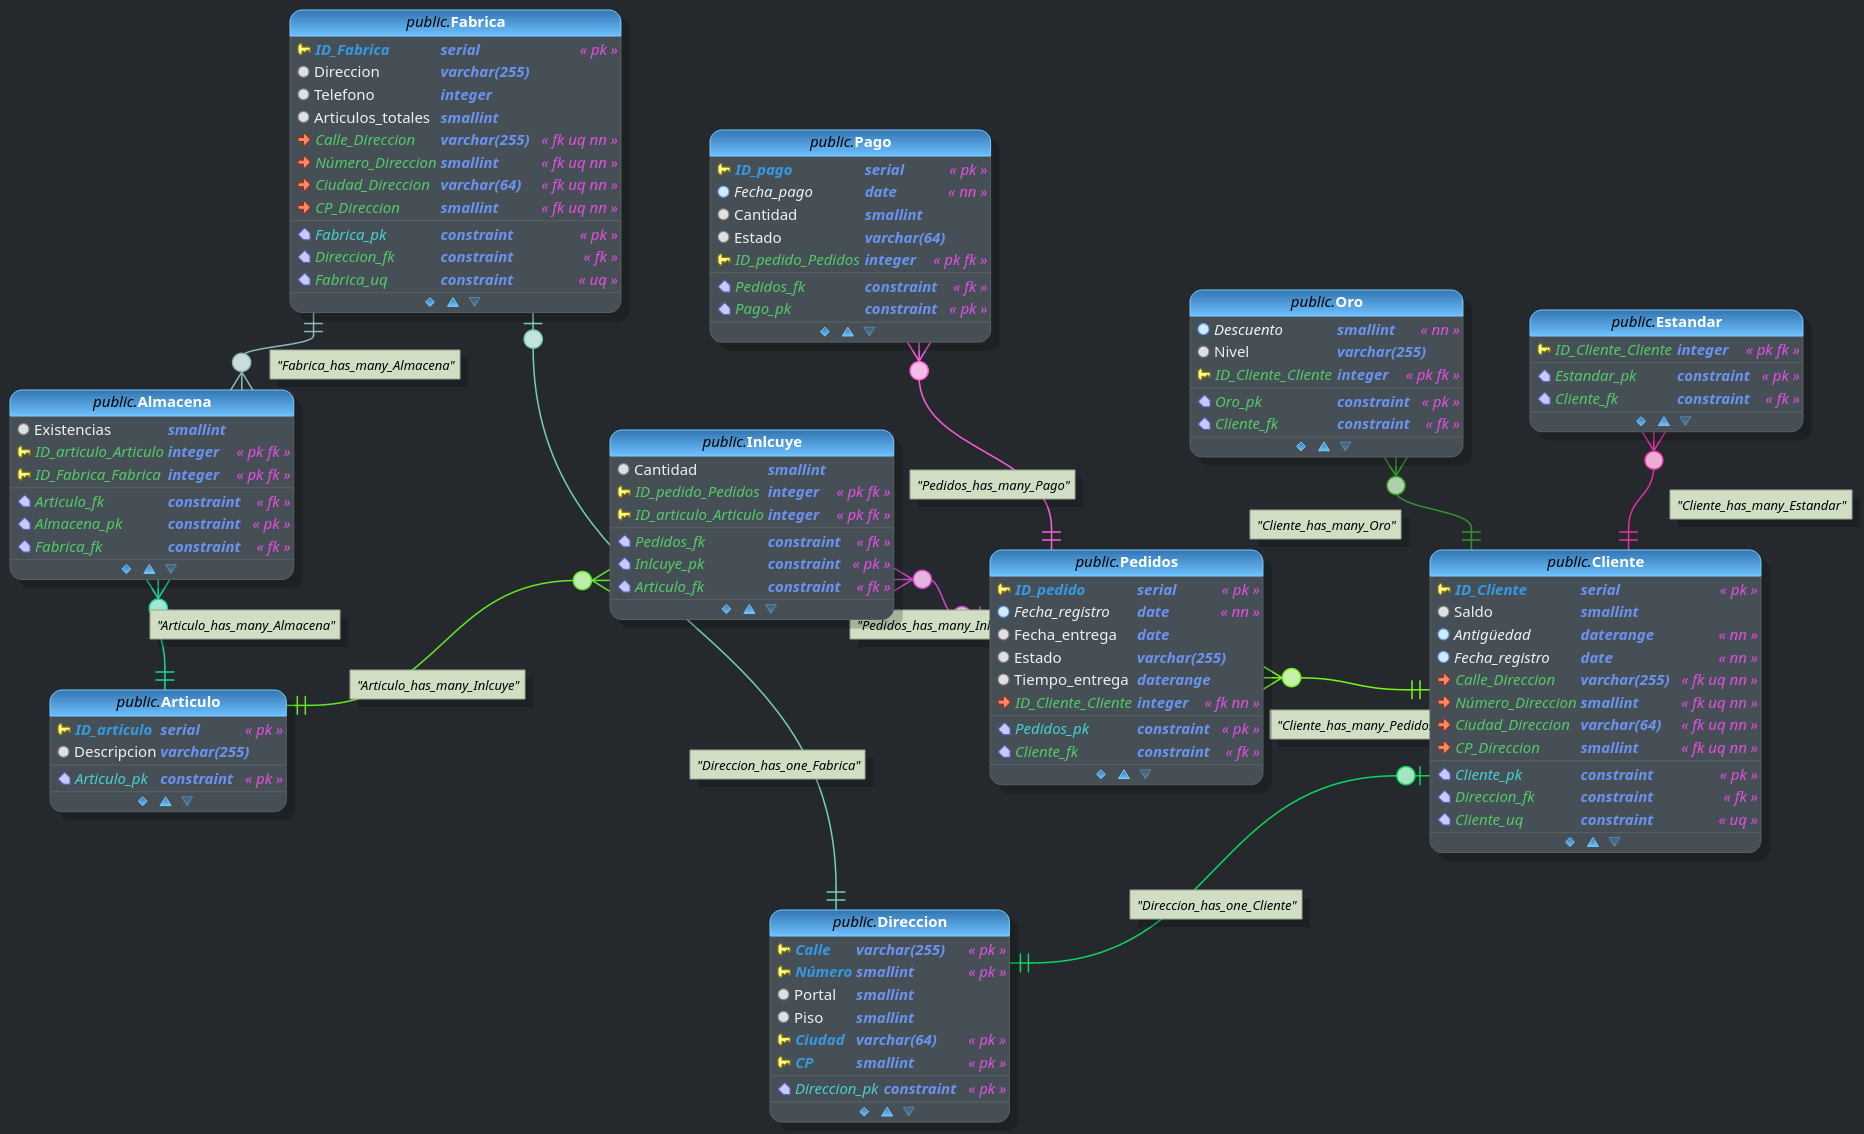 public.Fabrica
ID_Fabrica serial « pk »
Direccion varchar(255)
Telefono integer
Articulos_totales smallint
Calle_Direccion varchar(255) « fk uq nn »
Número_Direccion smallint « fk uq nn »
Ciudad_Direccion varchar(64) « fk uq nn »
CP_Direccion smallint « fk uq nn »
Fabrica_pk constraint « pk »
Direccion_fk constraint « fk »
Fabrica_uq constraint « uq »
public.Pago
ID_pago serial « pk »
Fecha_pago date « nn »
Cantidad smallint
Estado varchar(64)
ID_pedido_Pedidos integer « pk fk »
Pedidos_fk constraint « fk »
Pago_pk constraint « pk »
public.Oro
Descuento smallint « nn »
Nivel varchar(255)
ID_Cliente_Cliente integer « pk fk »
Oro_pk constraint « pk »
Cliente_fk constraint « fk »
public.Estandar
ID_Cliente_Cliente integer « pk fk »
Estandar_pk constraint « pk »
Cliente_fk constraint « fk »
"Fabrica_has_many_Almacena"
public.Almacena
Existencias smallint
ID_articulo_Articulo integer « pk fk »
ID_Fabrica_Fabrica integer « pk fk »
Articulo_fk constraint « fk »
Almacena_pk constraint « pk »
Fabrica_fk constraint « fk »
public.Inlcuye
Cantidad smallint
ID_pedido_Pedidos integer « pk fk »
ID_articulo_Articulo integer « pk fk »
Pedidos_fk constraint « fk »
Inlcuye_pk constraint « pk »
Articulo_fk constraint « fk »
"Pedidos_has_many_Pago"
"Cliente_has_many_Oro"
"Cliente_has_many_Estandar"
"Articulo_has_many_Almacena"
"Pedidos_has_many_Inl
public.Pedidos
ID_pedido serial « pk »
Fecha_registro date « nn »
Fecha_entrega date
Estado varchar(255)
Tiempo_entrega daterange
ID_Cliente_Cliente integer « fk nn »
Pedidos_pk constraint « pk »
Cliente_fk constraint « fk »
public.Cliente
ID_Cliente serial « pk »
Saldo smallint
Antigüedad daterange « nn »
Fecha_registro date « nn »
Calle_Direccion varchar(255) « fk uq nn »
Número_Direccion smallint « fk uq nn »
Ciudad_Direccion varchar(64) « fk uq nn »
CP_Direccion smallint « fk uq nn »
Cliente_pk constraint « pk »
Direccion_fk constraint « fk »
Cliente_uq constraint « uq »
"Cliente_has_many_Pedidos
public.Articulo
ID_articulo serial « pk »
Descripcion varchar(255)
Articulo_pk constraint « pk »
"Articulo_has_many_Inlcuye"
"Direccion_has_one_Fabrica"
"Direccion_has_one_Cliente"
public.Direccion
Calle varchar(255) « pk »
Número smallint « pk »
Portal smallint
Piso smallint
Ciudad varchar(64) « pk »
CP smallint « pk »
Direccion_pk constraint « pk »